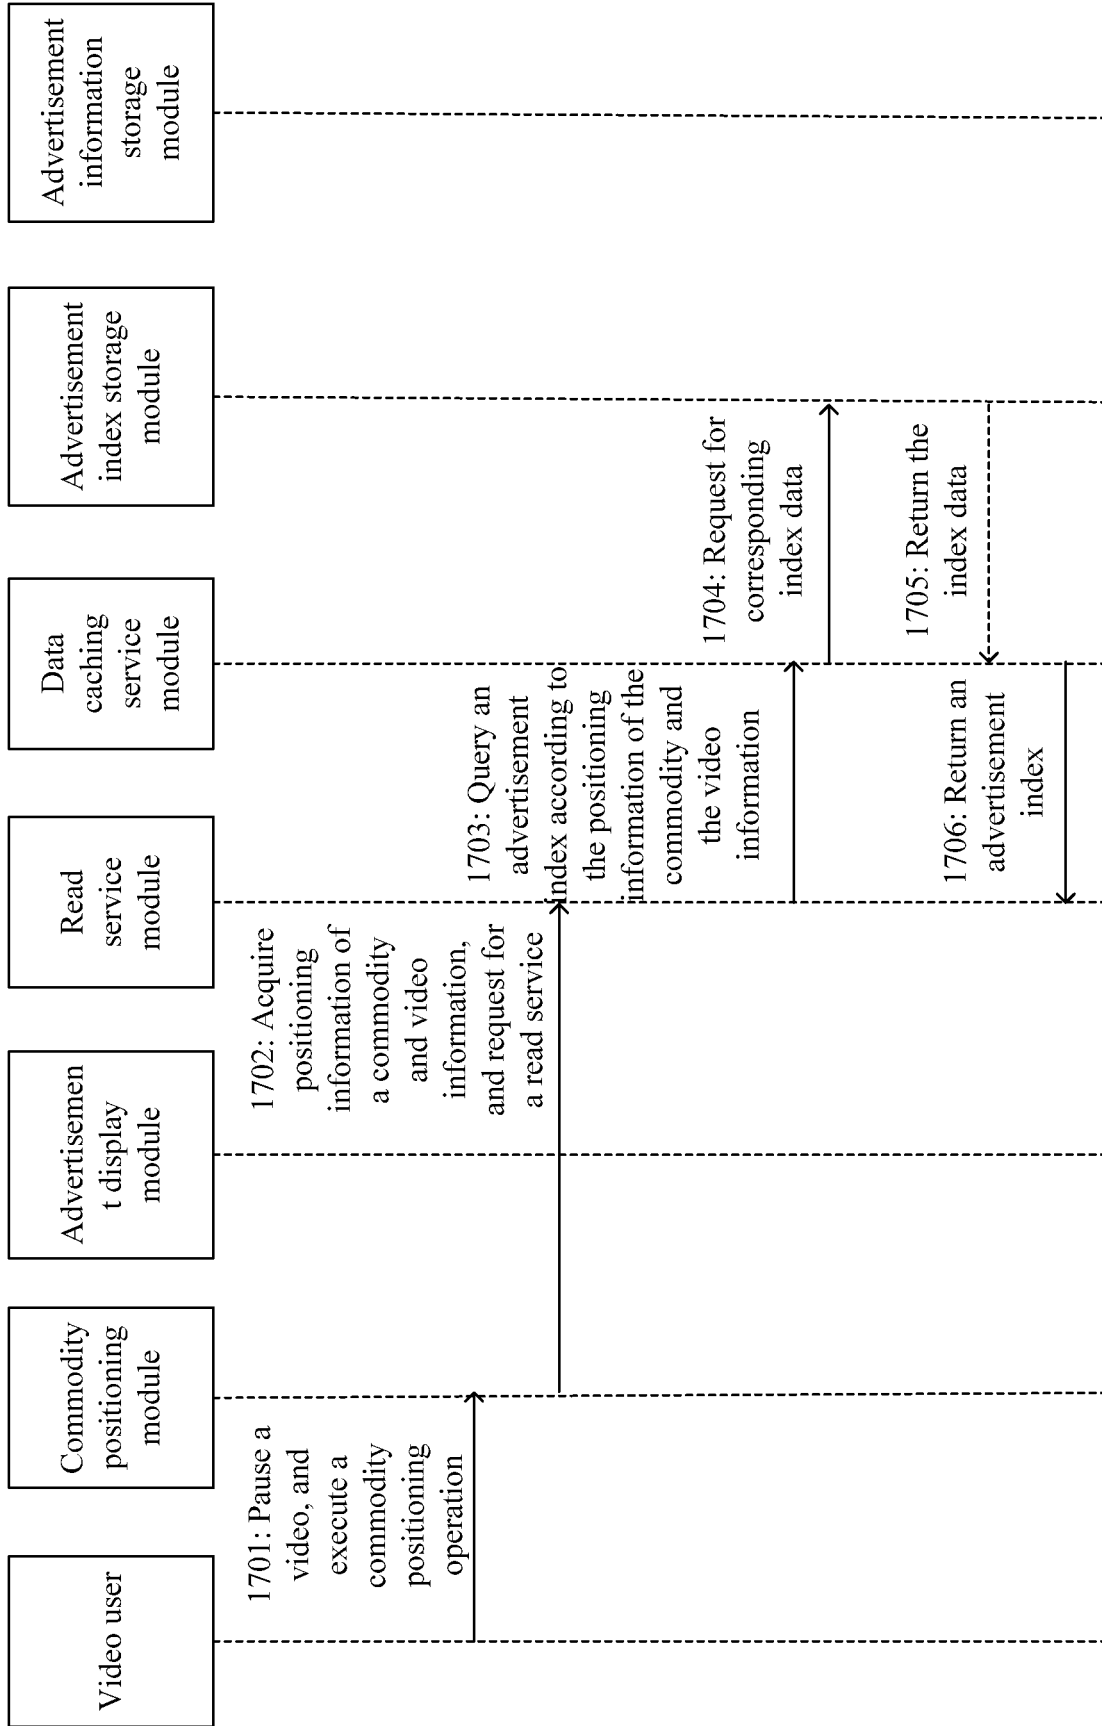 Video user
Commodity
positioning
module
Advertisemen
t display
module
Read
service
module
Data
caching
service
module
Advertisement
index storage
module
Advertisement
information
storage
module
1701: Pause a
video, and
execute a
commodity
positioning
operation
1702: Acquire
positioning
information of
a commodity
and video
information,
and request for
a read service
1703: Query an
advertisement
index according to
the positioning
information of the
commodity and
the video
information
1704: Request for
corresponding
index data
1705: Return the
index data
1706: Return an
advertisement
index